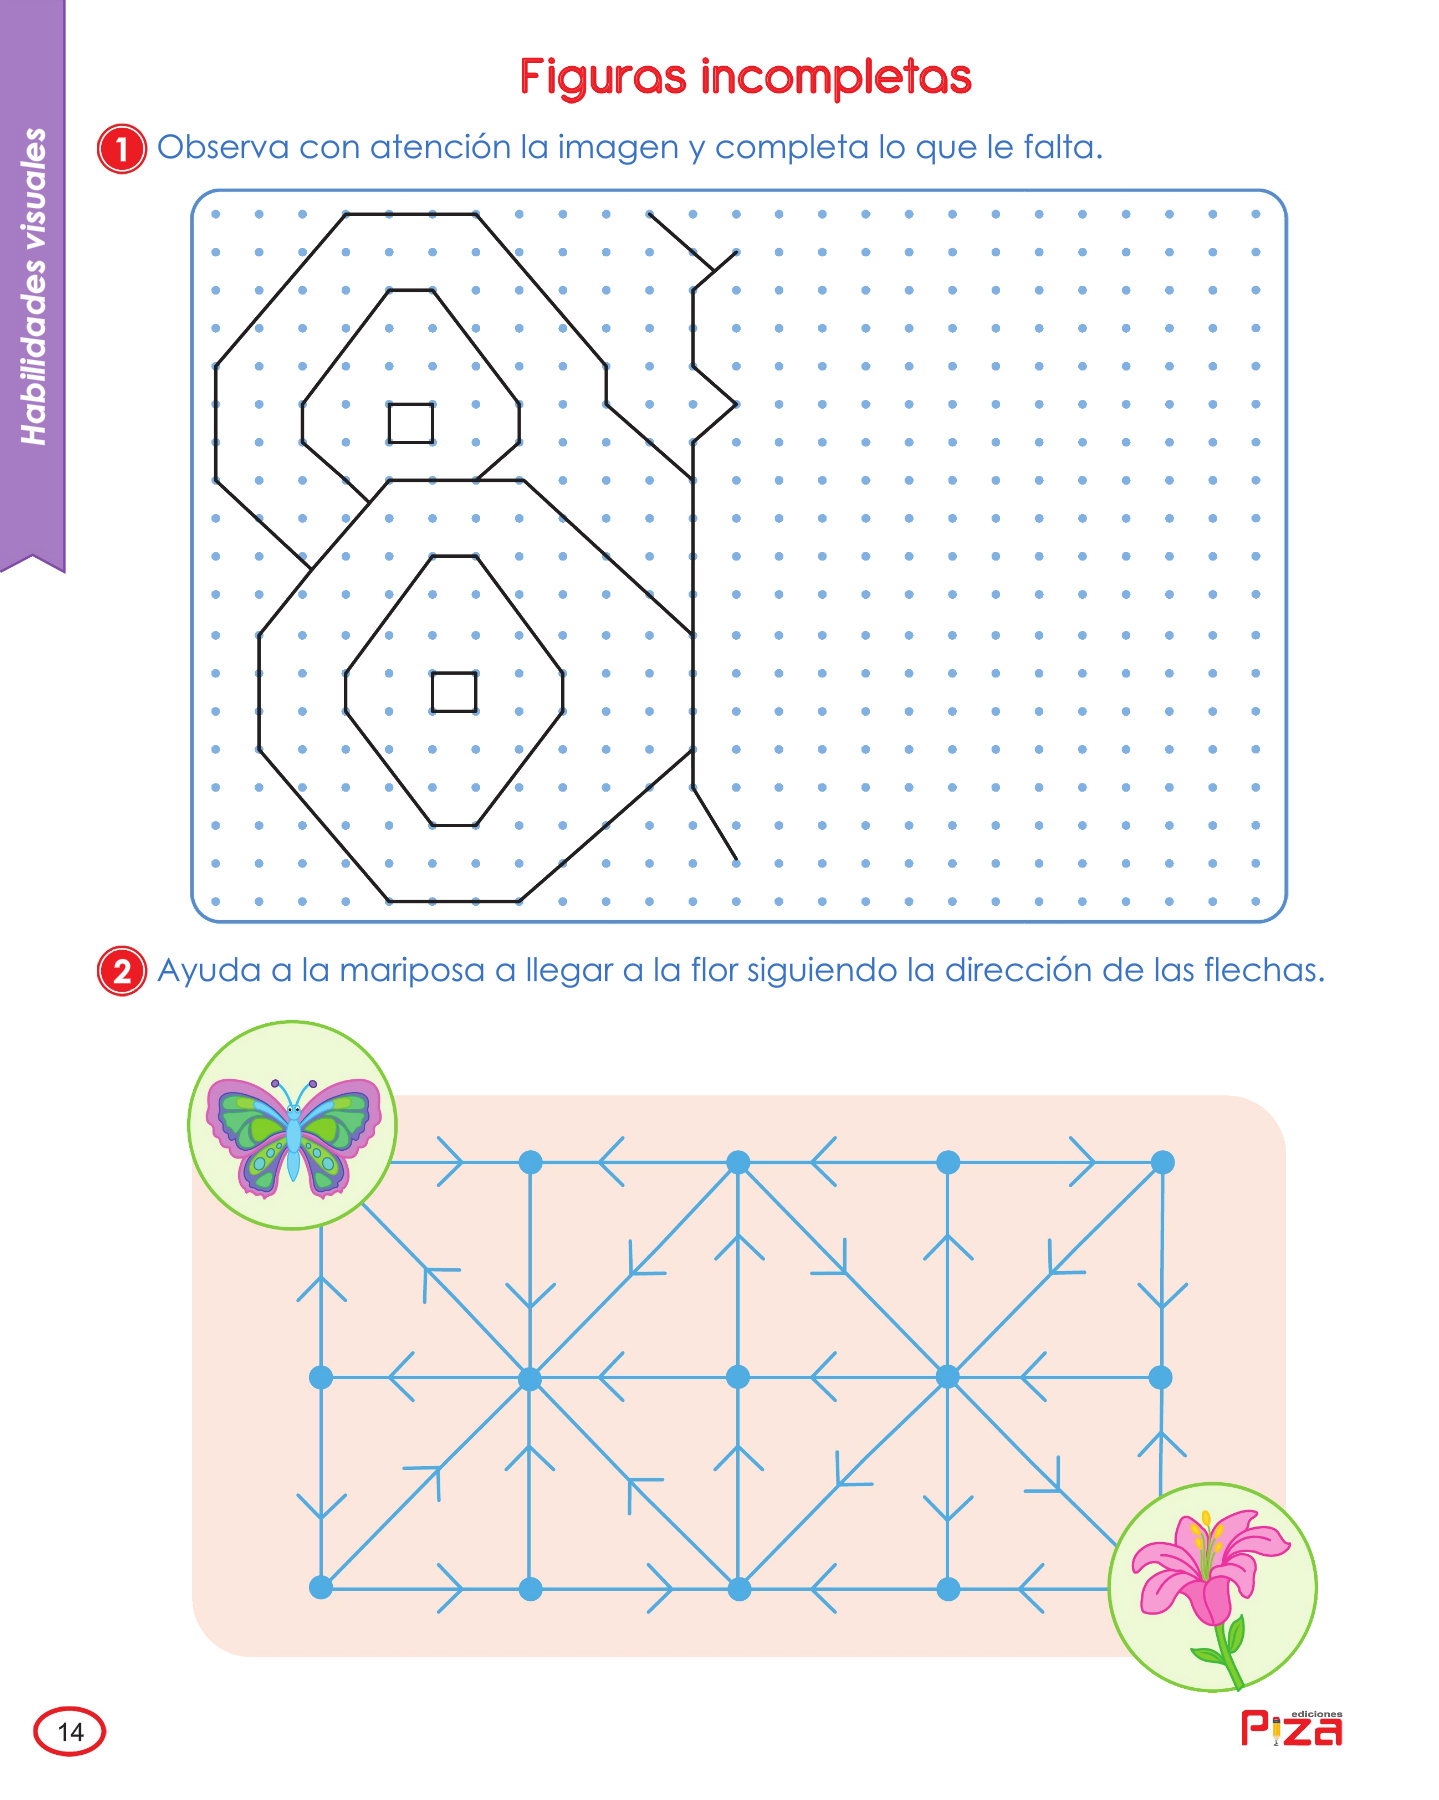 Habilidades visuales
Figuras incompletas
1 Observa con atención la imagen y completa lo que le falta.
2 Ayuda a la mariposa a llegar a la flor siguiendo la dirección de las flechas.
14
ediciones
Piza